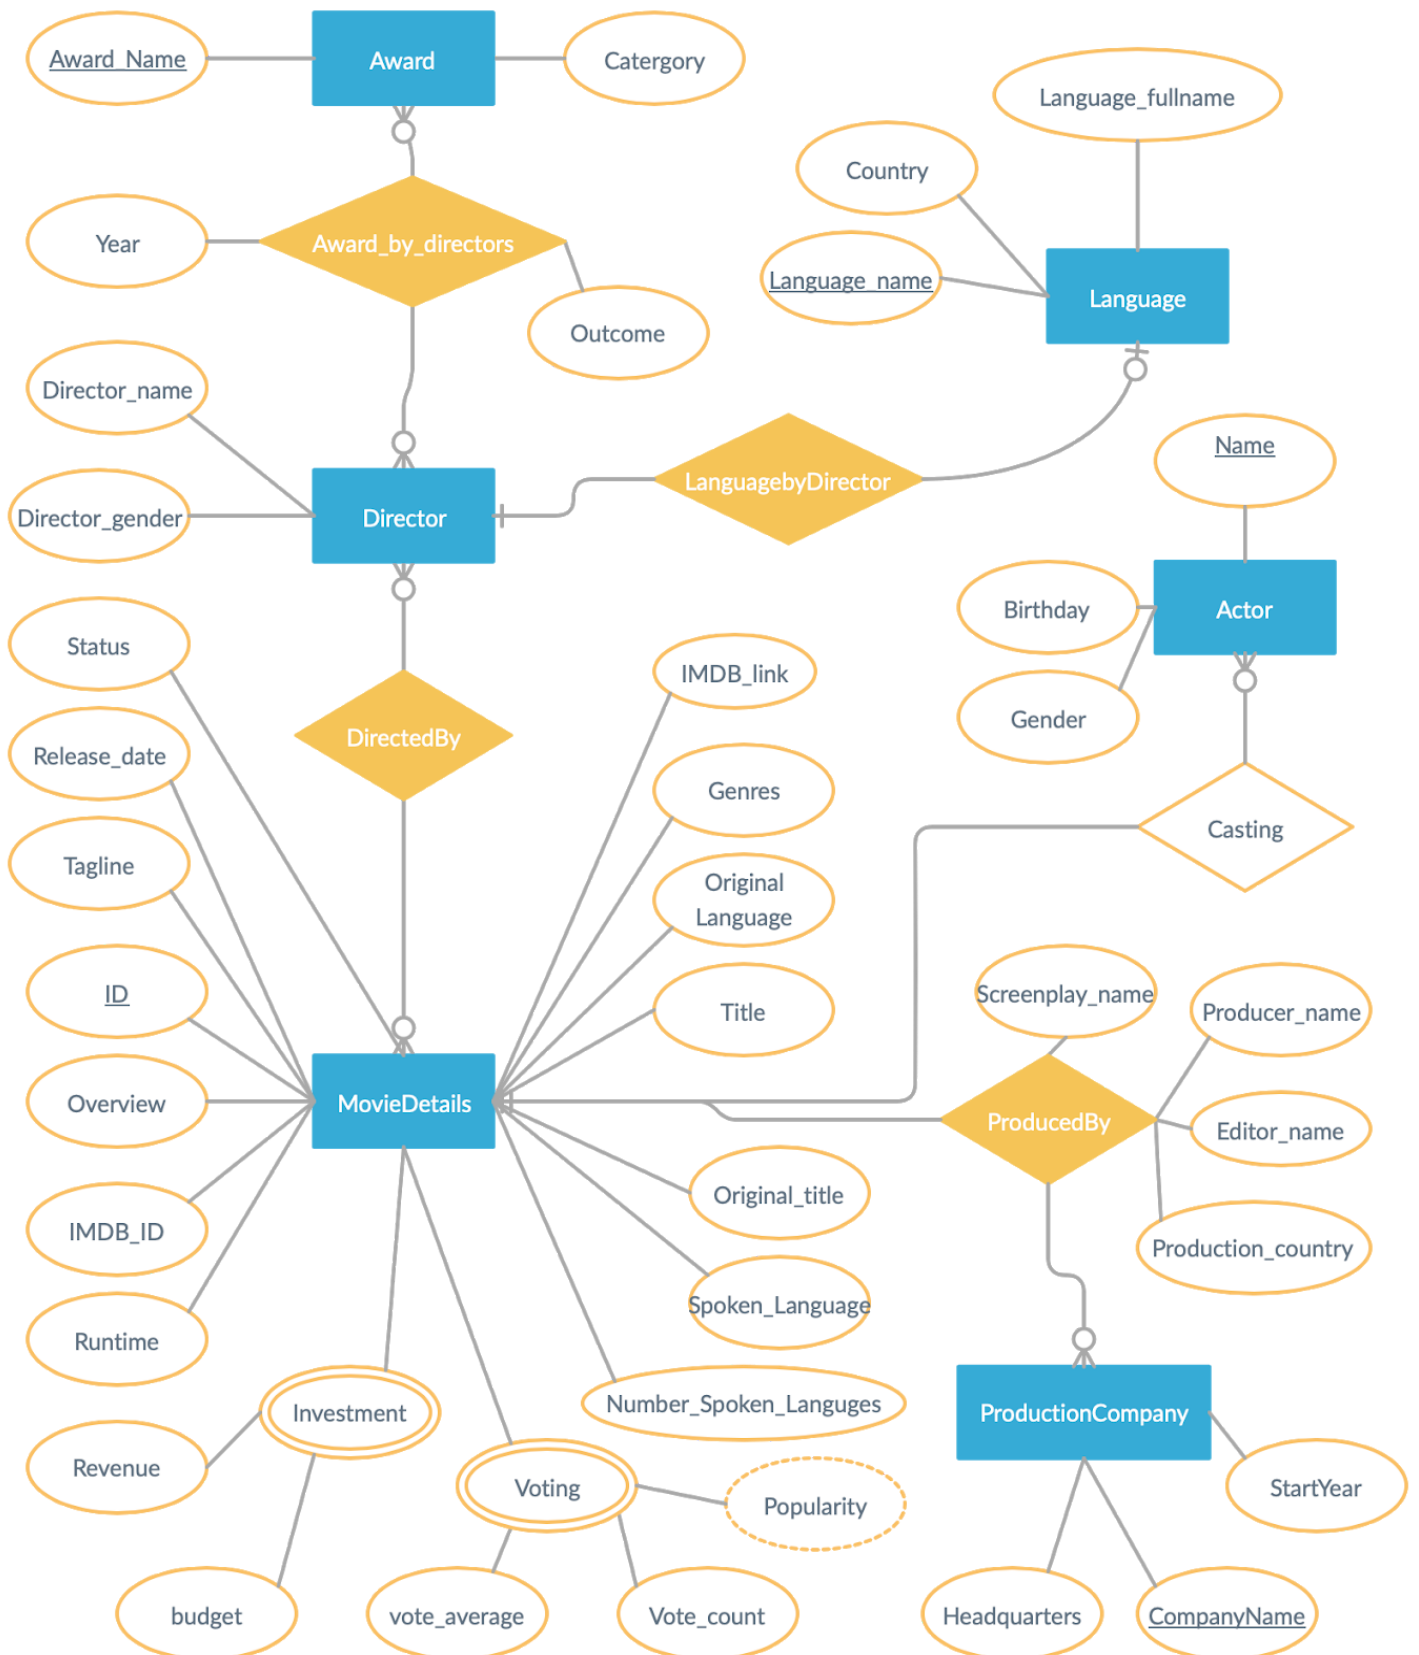 Award_Name
Award
Catergory
Language_fullname
Country
Year
Award_by_directors
Language_name
Language
Outcome
Director_name
Name
Director_gender
Director
LanguagebyDirector
Birthday
Actor
Status
IMDB_link
Gender
DirectedBy
Release_date
Genres
Casting
Tagline
Original
Language
ID
Title
Screenplay_name
Producer_name
Overview
MovieDetails
ProducedBy
Editor_name
Original_title
IMDB_ID
Production_country
Spoken_Language
Runtime
Investment
Number_Spoken_Languges
ProductionCompany
Revenue
Voting
Popularity
StartYear
budget
vote_average
Vote_count
Headquarters
CompanyName